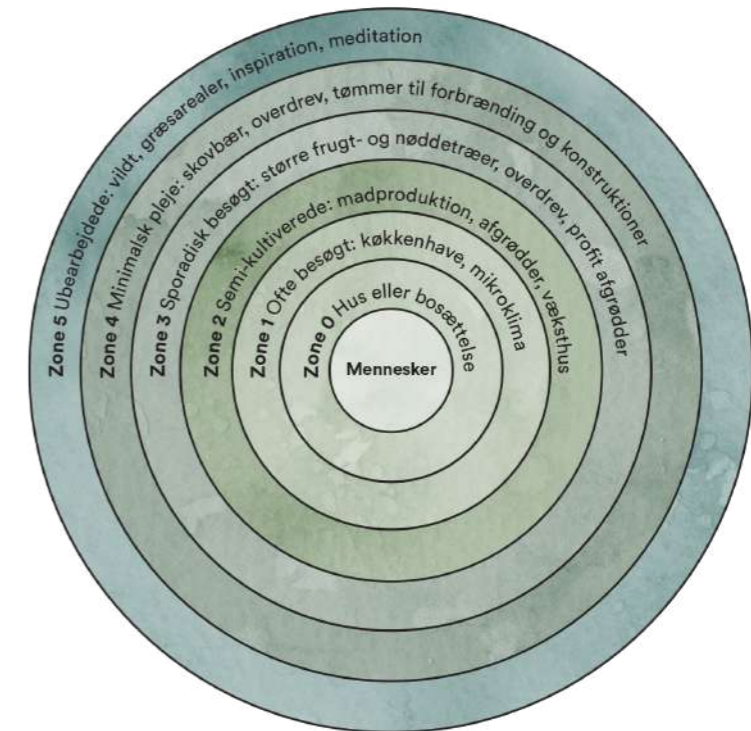 Zone 5 Ubearbejdede: vildt, græsarealer, inspiration, meditation
Zone 4 Minimalsk pleje: skovbær, overdrev, tømmer til forbrænding og konstruktioner
Zone 3 Sporadisk besøgt: større frugt- og nøddetræer, overdrev, profit afgrødder
Zone 2 Semi-kultiverede: madproduktion, afgrødder, væksthus
Zone 1 Ofte besøgt: køkkenhave, mikroklima
Zone 0 Hus eller bosættelse
Mennesker